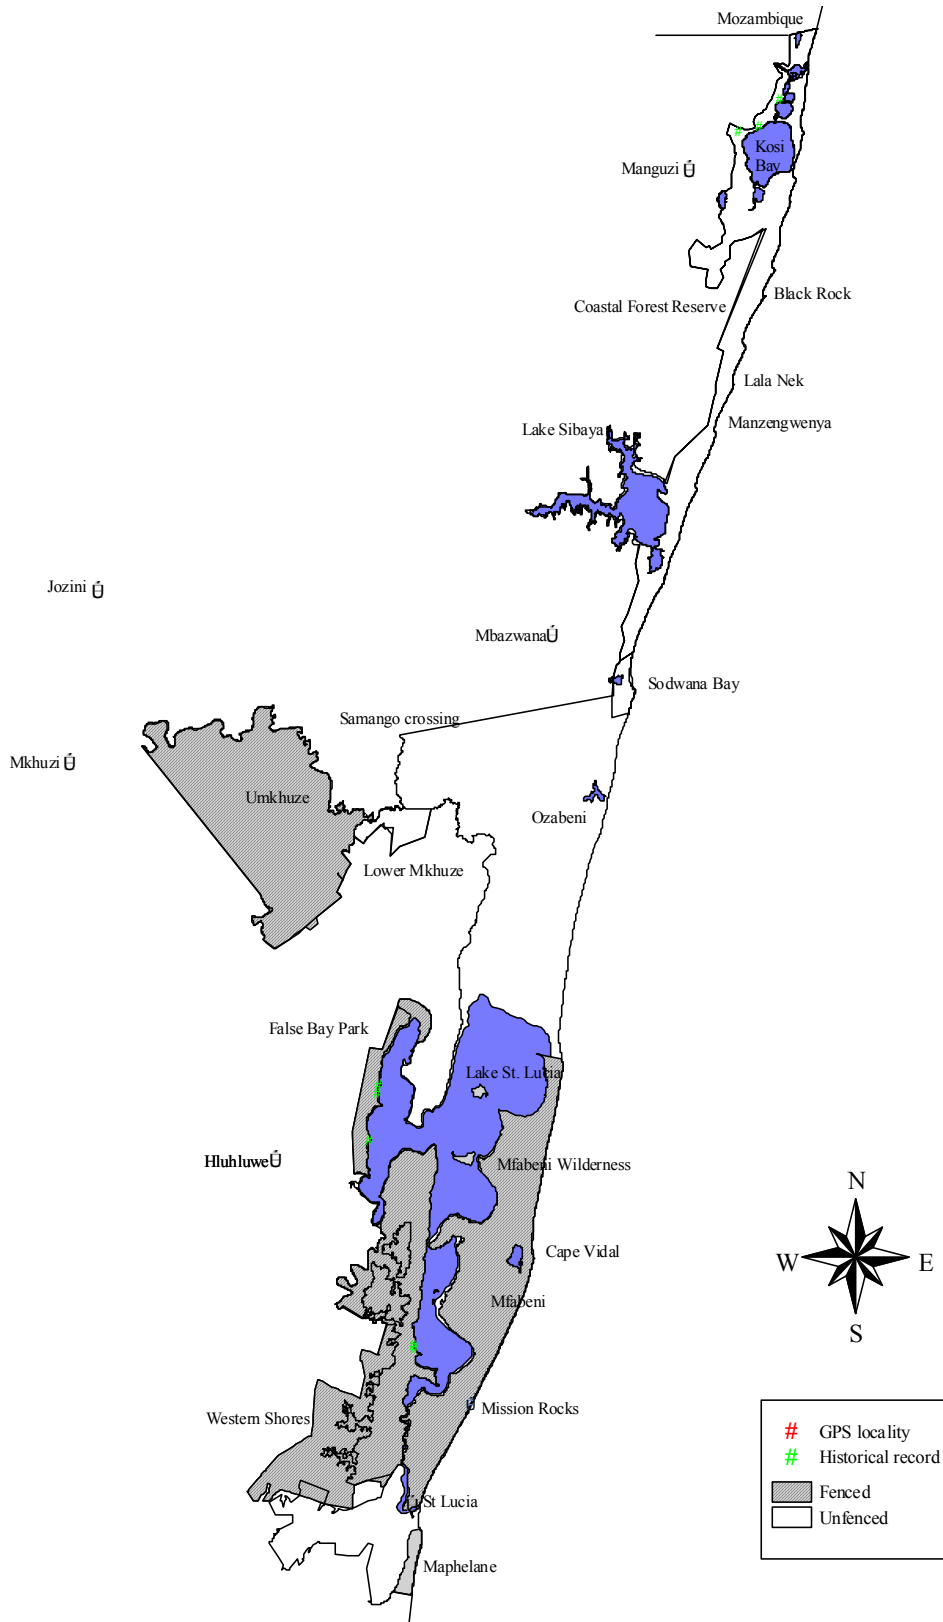 Mozambique
Kosi
Bay
Manguzi
Coastal Forest Reserve
Black Rock
Lala Nek
Manzengwenya
Lake Sibaya
Jozini
Mbazwana
Sodwana Bay
Samango crossing
Mkhuzi
Umkhuze
Ozabeni
Lower Mkhuze
False Bay Park
Lake St. Lucia
Hluhluwe
Mfabeni Wilderness
N
Cape Vidal
W
E
Mfabeni
S
Mission Rocks
Western Shores
# GPS locality
# Historical record
Fenced
Unfenced
St Lucia
Maphelane